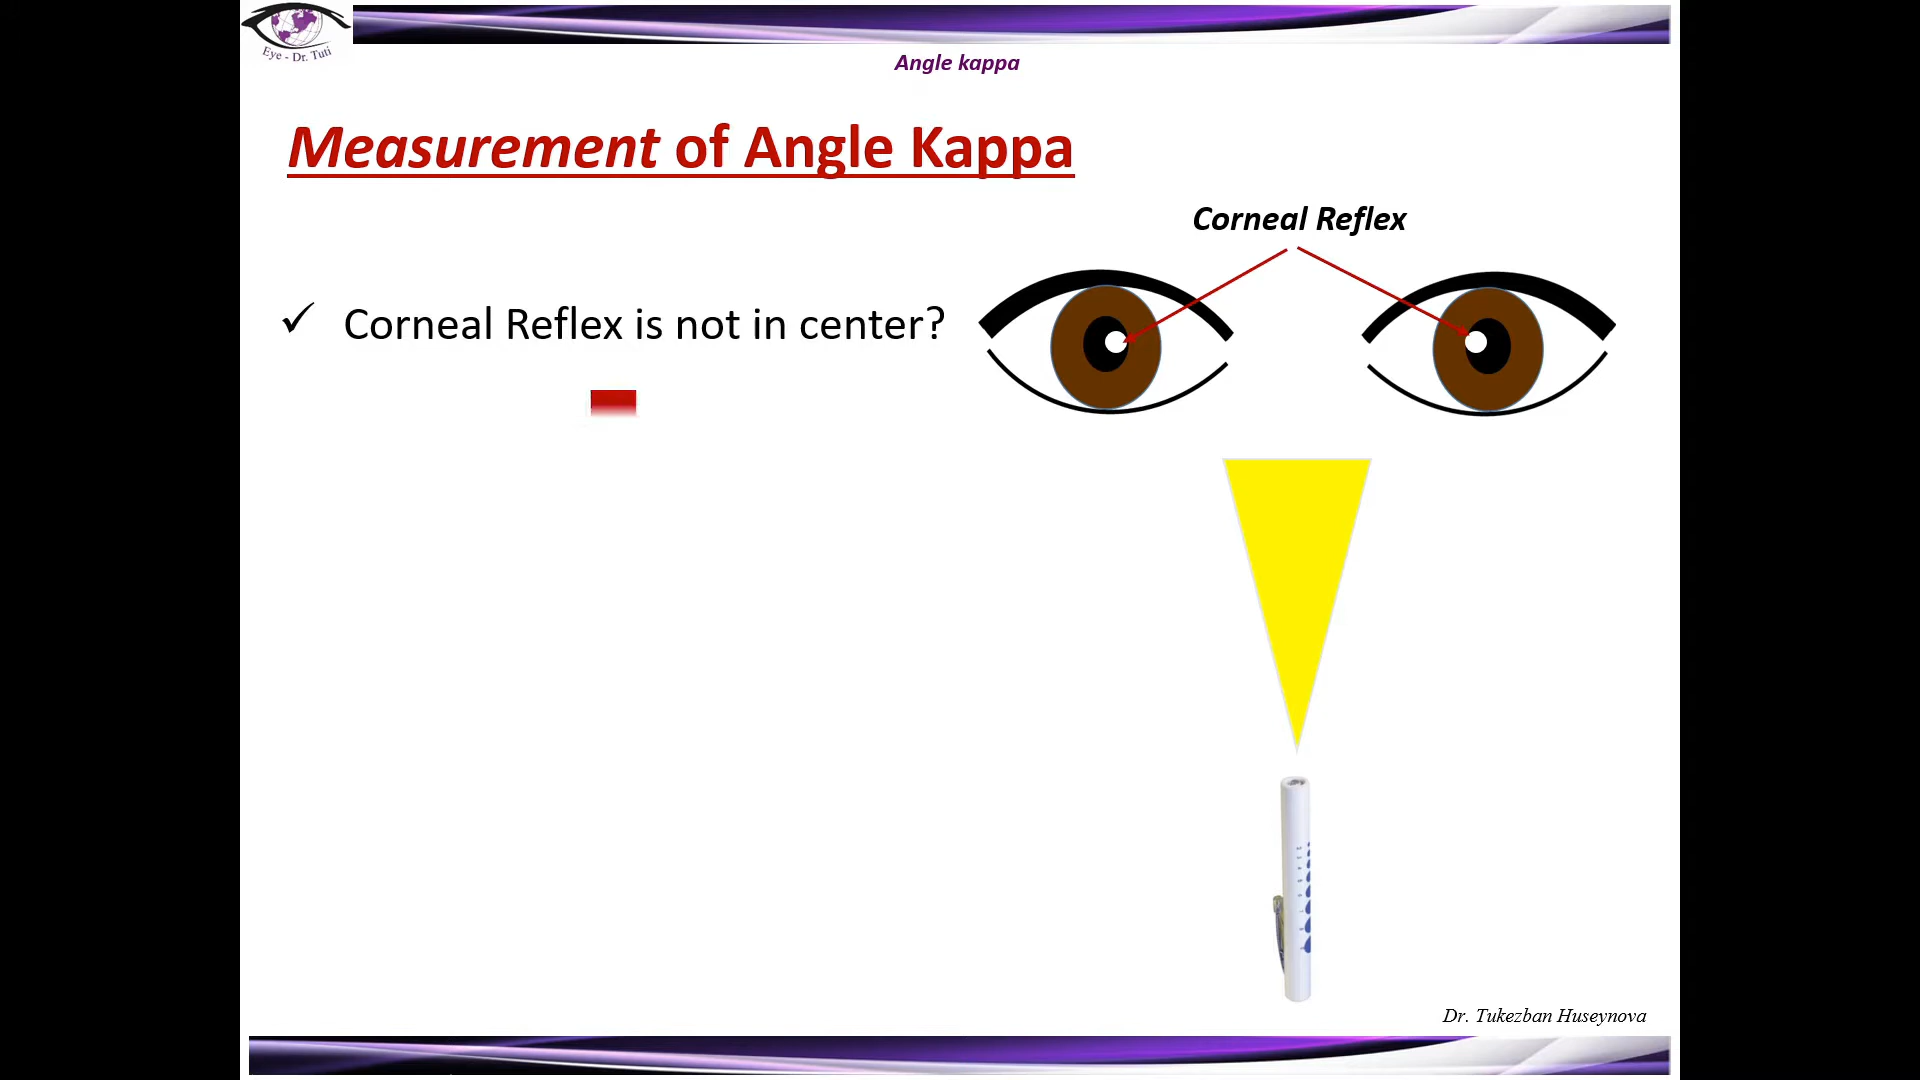 Eye - Dr. Tuti
Angle kappa
Measurement of Angle Kappa
Corneal Reflex
✓ Corneal Reflex is not in center?
Dr. Tukezban Huseynova